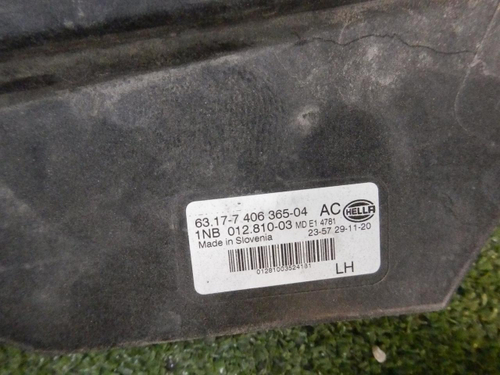 63.17-7 406 365-04 AC HELLA
1NB 012.810-03 MD E1 4781
Made in Slovenia 23-57 29-11-20
01281003524181
LH